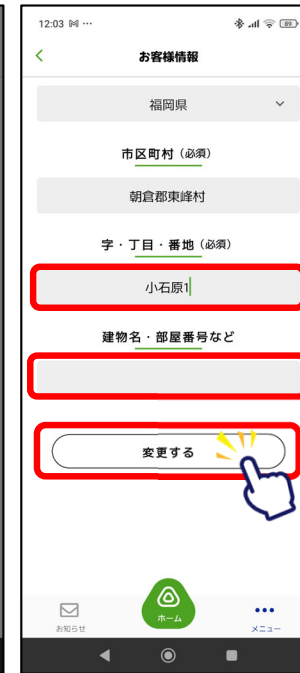 12:03
89
お客様情報
福岡県
市区町村 (必須)
朝倉郡東峰村
字・丁目・番地 (必須)
小石原1
建物名・部屋番号など
変更する
お知らせ
ホーム
メニュー